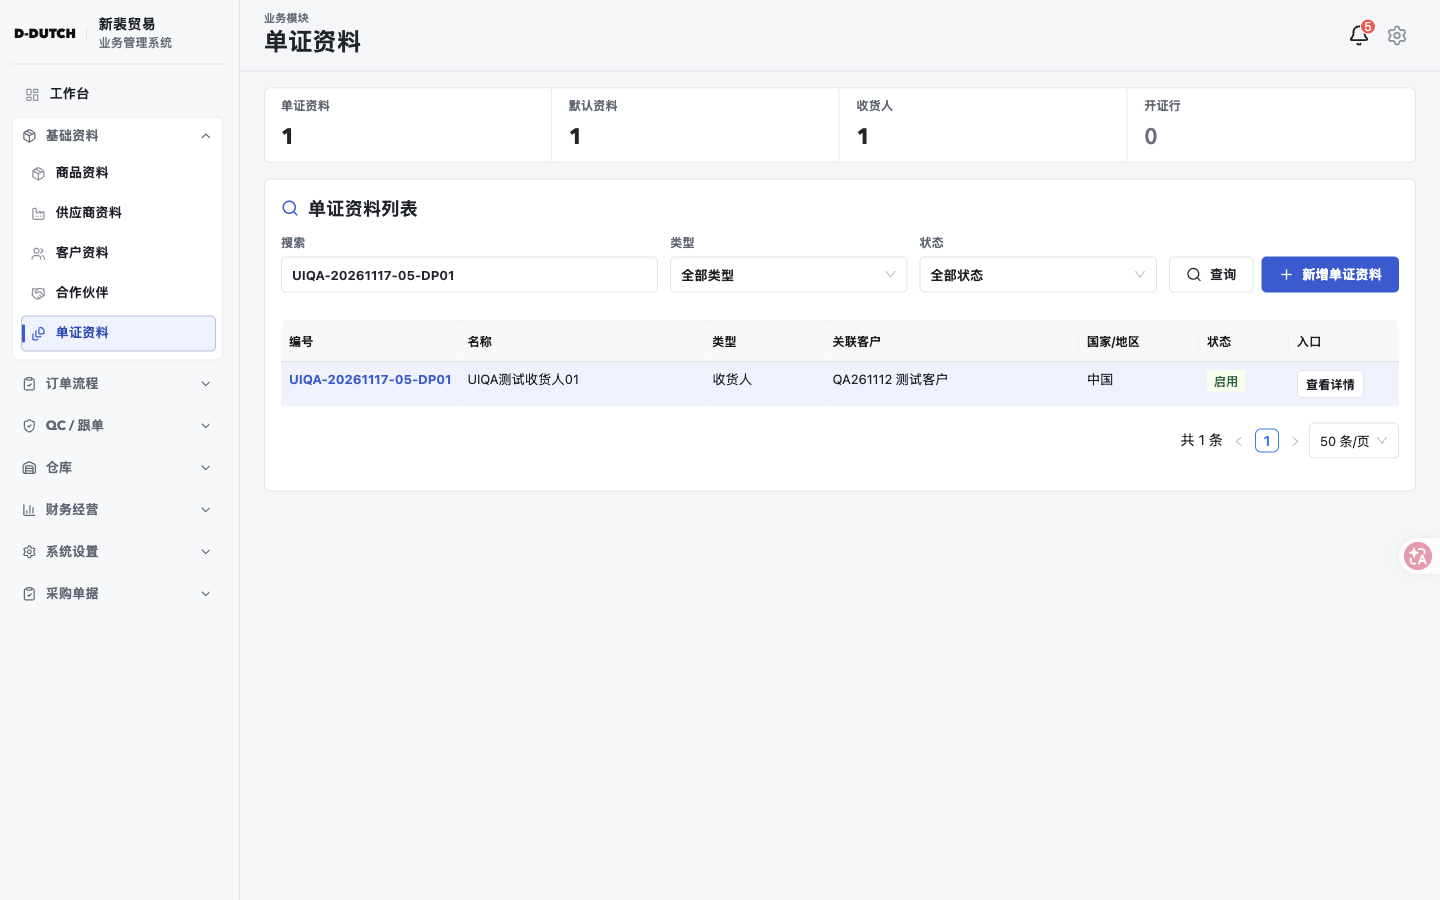 D-DUTCH
新裴贸易
业务管理系统
工作台
基础资料
商品资料
供应商资料
客户资料
合作伙伴
单证资料
订单流程
QC / 跟单
仓库
财务经营
系统设置
采购单据
业务模块
单证资料
5
单证资料
1
默认资料
1
收货人
1
开证行
0
单证资料列表
搜索
类型
状态
UIQA-20261117-05-DP01
全部类型
全部状态
查询
新增单证资料
编号 名称 类型 关联客户 国家/地区 状态 入口
UIQA-20261117-05-DP01 UIQA测试收货人01 收货人 QA261112 测试客户 中国 启用 查看详情
共 1 条 1 50 条/页